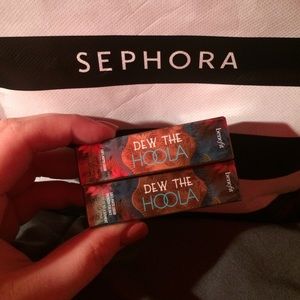 SEPHORA
DEW THE
HOOLA
benefit
DEW THE
HOOLA
benefit